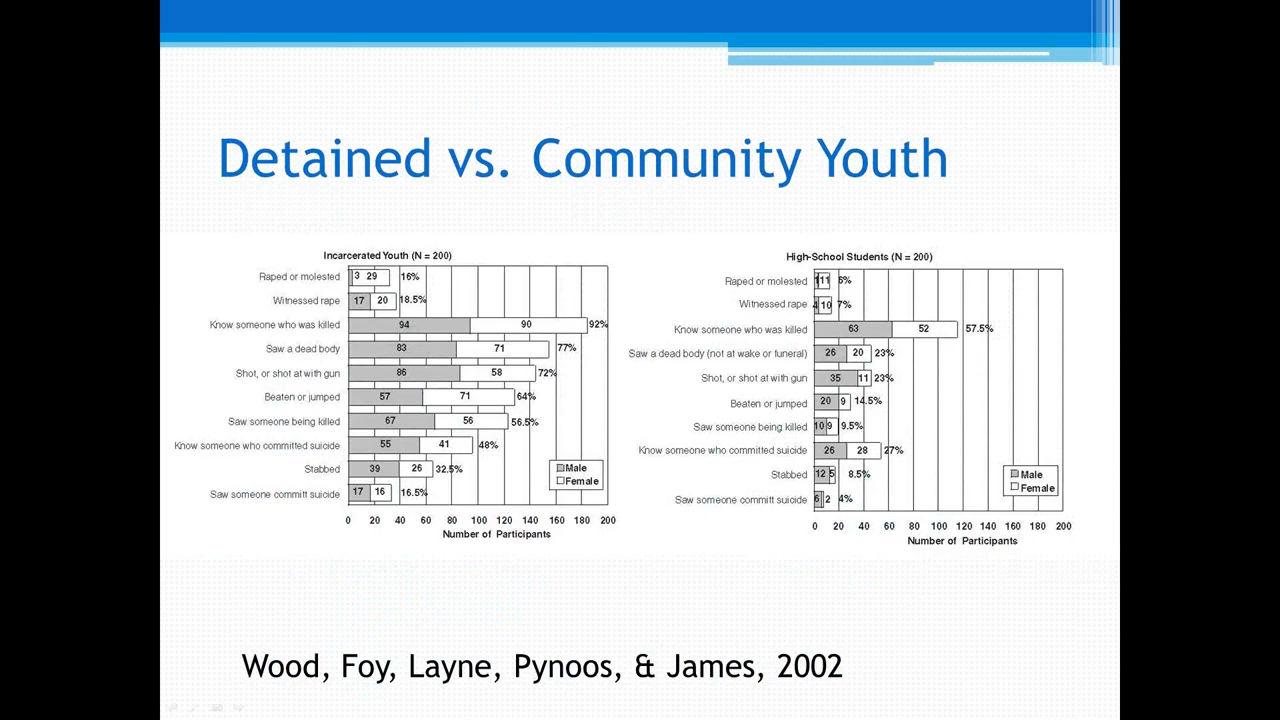 Detained vs. Community Youth
Incarcerated Youth (N = 200)
Raped or molested 3 29 16%
Witnessed rape 17 20 18.5%
Know someone who was killed 94 90 92%
Saw a dead body 83 71 77%
Shot, or shot at with gun 86 58 72%
Beaten or jumped 57 71 64%
Saw someone being killed 67 56 56.5%
Know someone who committed suicide 55 41 48%
Stabbed 39 26 32.5%
Saw someone committ suicide 17 16 16.5%
Male
Female
0 20 40 60 80 100 120 140 160 180 200
Number of Participants
High-School Students (N = 200)
Raped or molested 1 11 6%
Witnessed rape 4 10 7%
Know someone who was killed 63 52 57.5%
Saw a dead body (not at wake or funeral) 26 20 23%
Shot, or shot at with gun 35 11 23%
Beaten or jumped 20 9 14.5%
Saw someone being killed 10 9 9.5%
Know someone who committed suicide 26 28 27%
Stabbed 12 5 8.5%
Saw someone committ suicide 6 2 4%
Male
Female
0 20 40 60 80 100 120 140 160 180 200
Number of Participants
Wood, Foy, Layne, Pynoos, & James, 2002